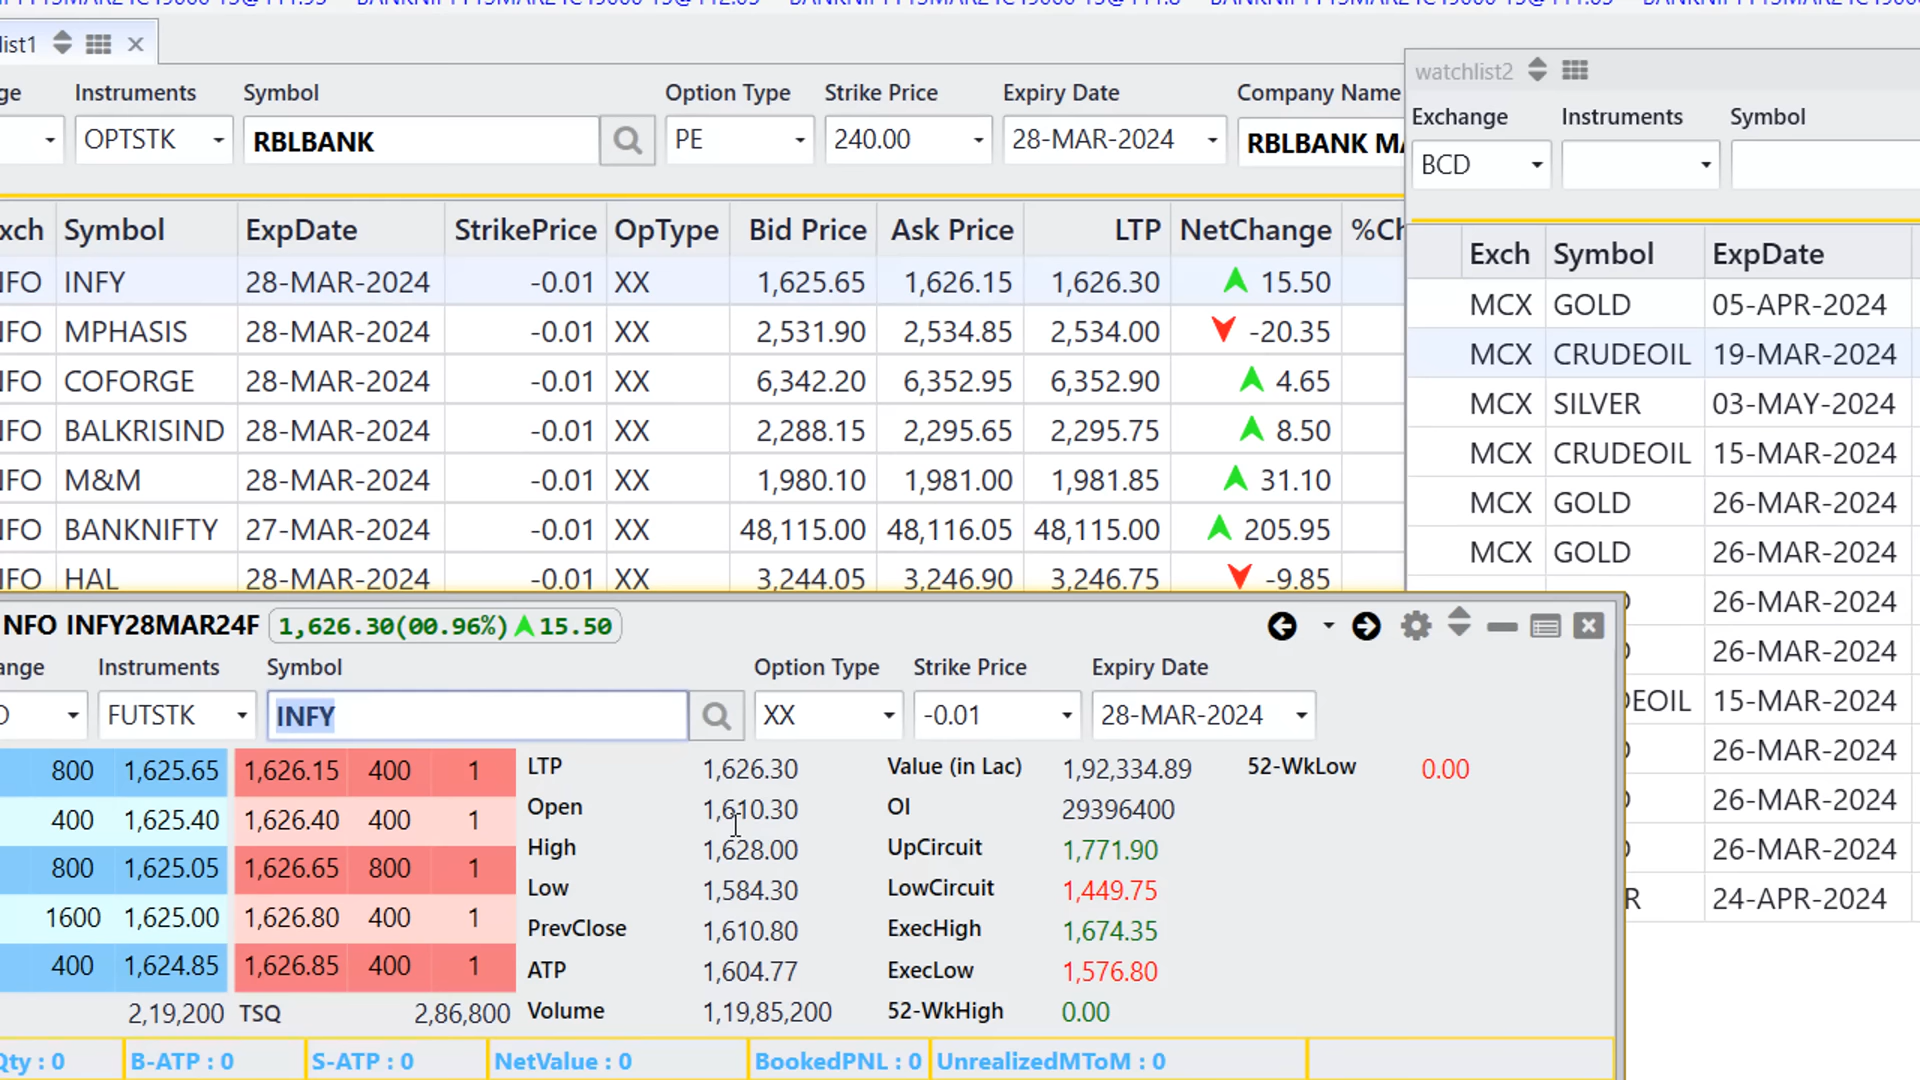 list1
watchlist2
Instruments Symbol Option Type Strike Price Expiry Date Company Name
OPTSTK RBLBANK PE 240.00 28-MAR-2024 RBLBANK
Exchange Instruments Symbol
BCD
Symbol ExpDate StrikePrice OpType Bid Price Ask Price LTP NetChange
INFY 28-MAR-2024 -0.01 XX 1,625.65 1,626.15 1,626.30 15.50
MPHASIS 28-MAR-2024 -0.01 XX 2,531.90 2,534.85 2,534.00 -20.35
COFORGE 28-MAR-2024 -0.01 XX 6,342.20 6,352.95 6,352.90 4.65
BALKRISIND 28-MAR-2024 -0.01 XX 2,288.15 2,295.65 2,295.75 8.50
M&M 28-MAR-2024 -0.01 XX 1,980.10 1,981.00 1,981.85 31.10
BANKNIFTY 27-MAR-2024 -0.01 XX 48,115.00 48,116.05 48,115.00 205.95
HAL 28-MAR-2024 -0.01 XX 3,244.05 3,246.90 3,246.75 -9.85
Exch Symbol ExpDate
MCX GOLD 05-APR-2024
MCX CRUDEOIL 19-MAR-2024
MCX SILVER 03-MAY-2024
MCX CRUDEOIL 15-MAR-2024
MCX GOLD 26-MAR-2024
MCX GOLD 26-MAR-2024
26-MAR-2024
26-MAR-2024
DEOIL 15-MAR-2024
26-MAR-2024
26-MAR-2024
26-MAR-2024
R 24-APR-2024
NFO INFY28MAR24F 1,626.30(00.96%) 15.50
Instruments Symbol Option Type Strike Price Expiry Date
FUTSTK INFY XX -0.01 28-MAR-2024
800 1,625.65 1,626.15 400 1 LTP 1,626.30 Value (in Lac) 1,92,334.89 52-WkLow 0.00
400 1,625.40 1,626.40 400 1 Open 1,610.30 OI 29396400
800 1,625.05 1,626.65 800 1 High 1,628.00 UpCircuit 1,771.90
1600 1,625.00 1,626.80 400 1 Low 1,584.30 LowCircuit 1,449.75
400 1,624.85 1,626.85 400 1 PrevClose 1,610.80 ExecHigh 1,674.35
ATP 1,604.77 ExecLow 1,576.80
2,19,200 TSQ 2,86,800 Volume 1,19,85,200 52-WkHigh 0.00
Qty : 0 B-ATP : 0 S-ATP : 0 NetValue : 0 BookedPNL : 0 UnrealizedMToM : 0